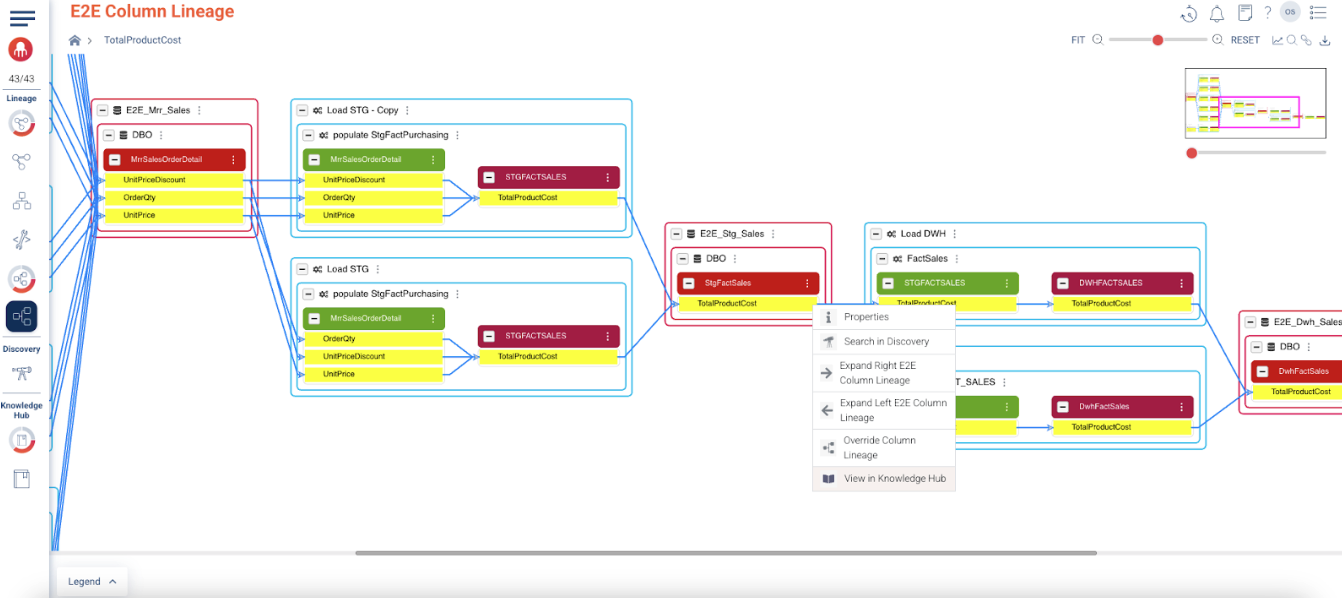 E2E Column Lineage
OS
TotalProductCost
FIT
RESET
43/43
Lineage
Discovery
Knowledge
Hub
E2E_Mrr_Sales
DBO
MrrSalesOrderDetail
UnitPriceDiscount
OrderQty
UnitPrice
Load STG - Copy
populate StgFactPurchasing
MrrSalesOrderDetail
UnitPriceDiscount
OrderQty
UnitPrice
STGFACTSALES
TotalProductCost
Load STG
populate StgFactPurchasing
MrrSalesOrderDetail
OrderQty
UnitPriceDiscount
UnitPrice
STGFACTSALES
TotalProductCost
E2E_Stg_Sales
DBO
StgFactSales
TotalProductCost
Load DWH
FactSales
STGFACTSALES
TotalProductCost
DWHFACTSALES
TotalProductCost
Properties
Search in Discovery
Expand Right E2E
Column Lineage
Expand Left E2E Column
Lineage
Override Column
Lineage
View in Knowledge Hub
T_SALES
DwhFactSales
TotalProductCost
E2E_Dwh_Sales
DBO
DwhFactSales
TotalProductCost
Legend